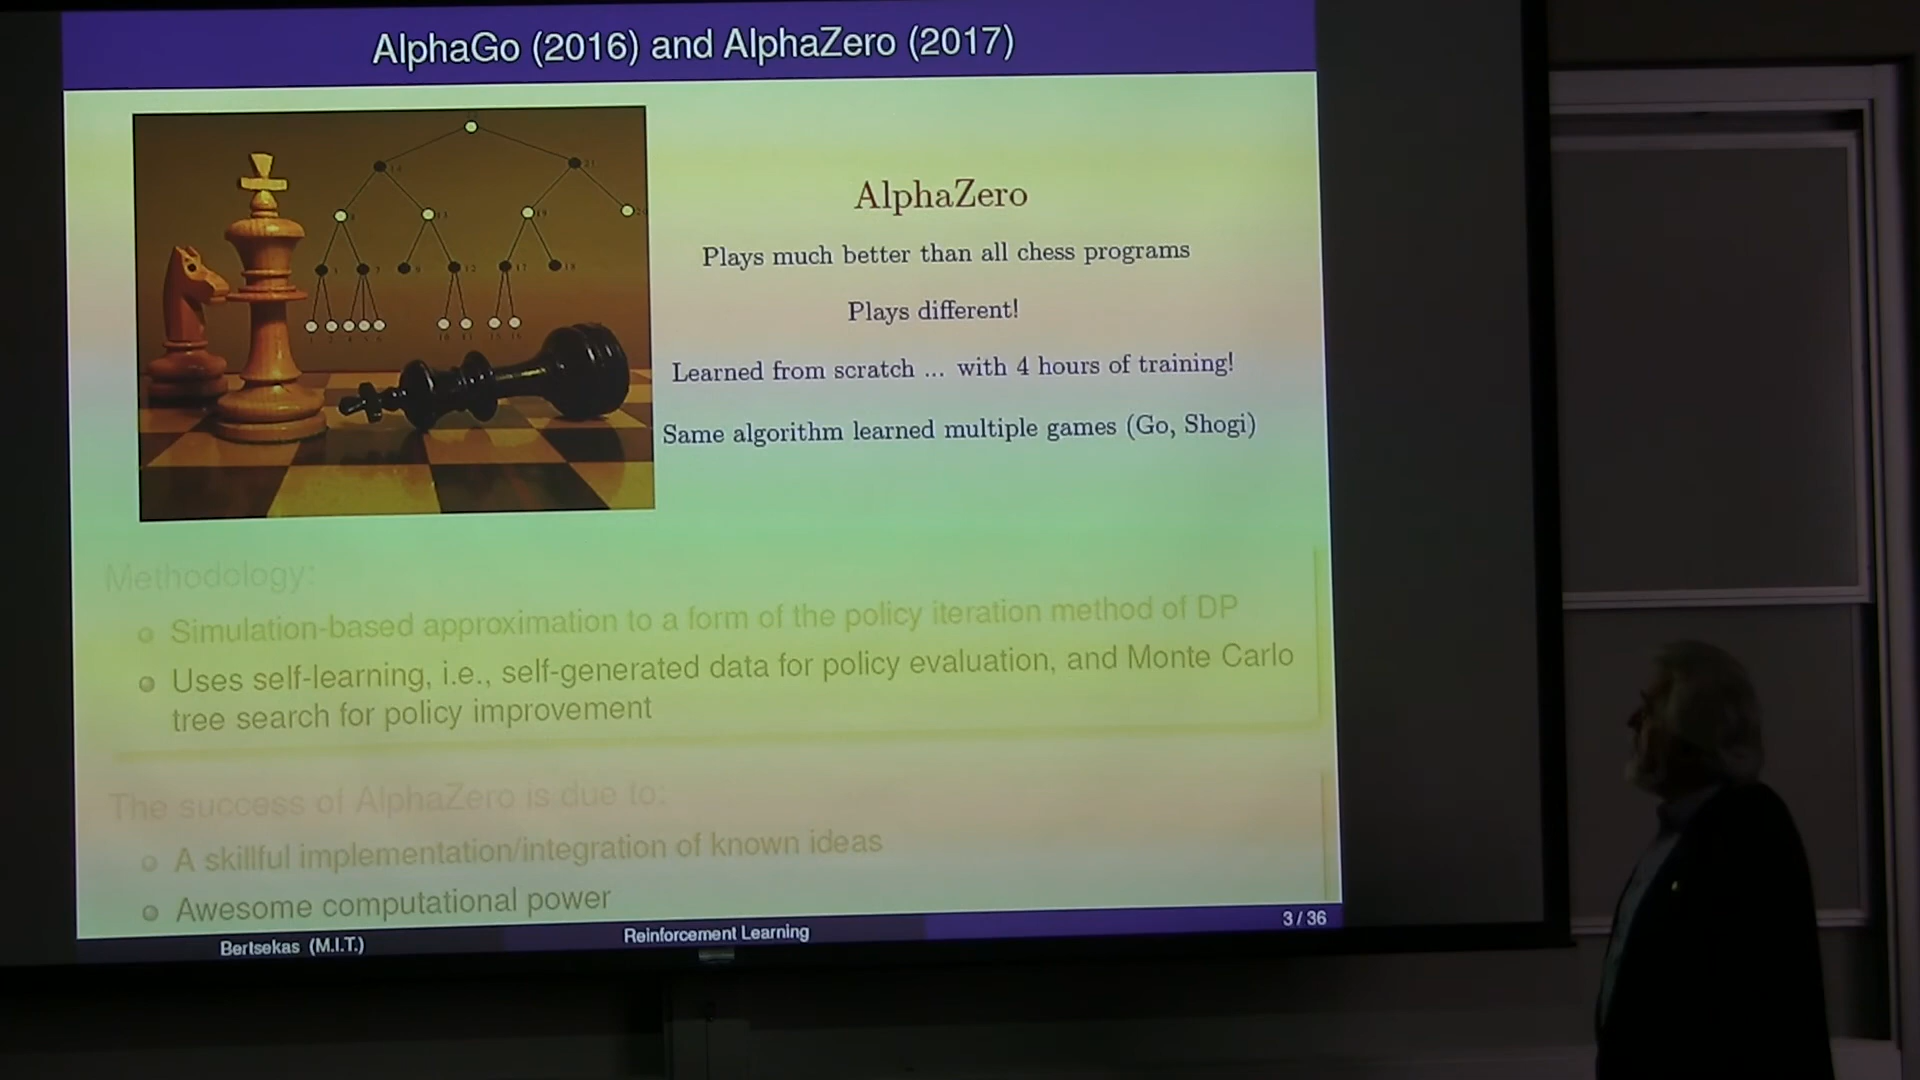 AlphaGo (2016) and AlphaZero (2017)
AlphaZero
Plays much better than all chess programs
Plays different!
Learned from scratch ... with 4 hours of training!
Same algorithm learned multiple games (Go, Shogi)
Methodology:
Simulation-based approximation to a form of the policy iteration method of DP
Uses self-learning, i.e., self-generated data for policy evaluation, and Monte Carlo
tree search for policy improvement
The success of AlphaZero is due to:
A skillful implementation/integration of known ideas
Awesome computational power
Bertsekas (M.I.T.)
Reinforcement Learning
3 / 36